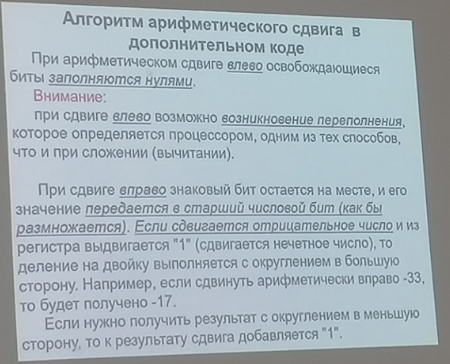 Алгоритм арифметического сдвига в
дополнительном коде
При арифметическом сдвиге влево освобождающиеся
биты заполняются нулями.
Внимание:
при сдвиге влево возможно возникновение переполнения,
которое определяется процессором, одним из тех способов,
что и при сложении (вычитании).
При сдвиге вправо знаковый бит остается на месте, и его
значение передается в старший числовой бит (как бы
размножается). Если сдвигается отрицательное число и из
регистра выдвигается "1" (сдвигается нечетное число), то
деление на двойку выполняется с округлением в большую
сторону. Например, если сдвинуть арифметически вправо -33,
то будет получено -17.
Если нужно получить результат с округлением в меньшую
сторону, то к результату сдвига добавляется "1".